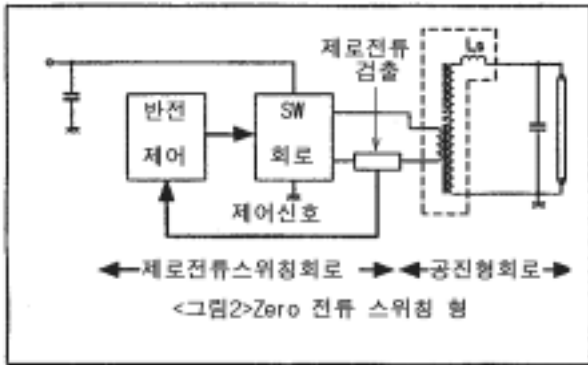 제로전류
검출
Ls
반전
제어
SW
회로
제어신호
제로전류스위칭회로
공진형회로
<그림2>Zero 전류 스위칭 형